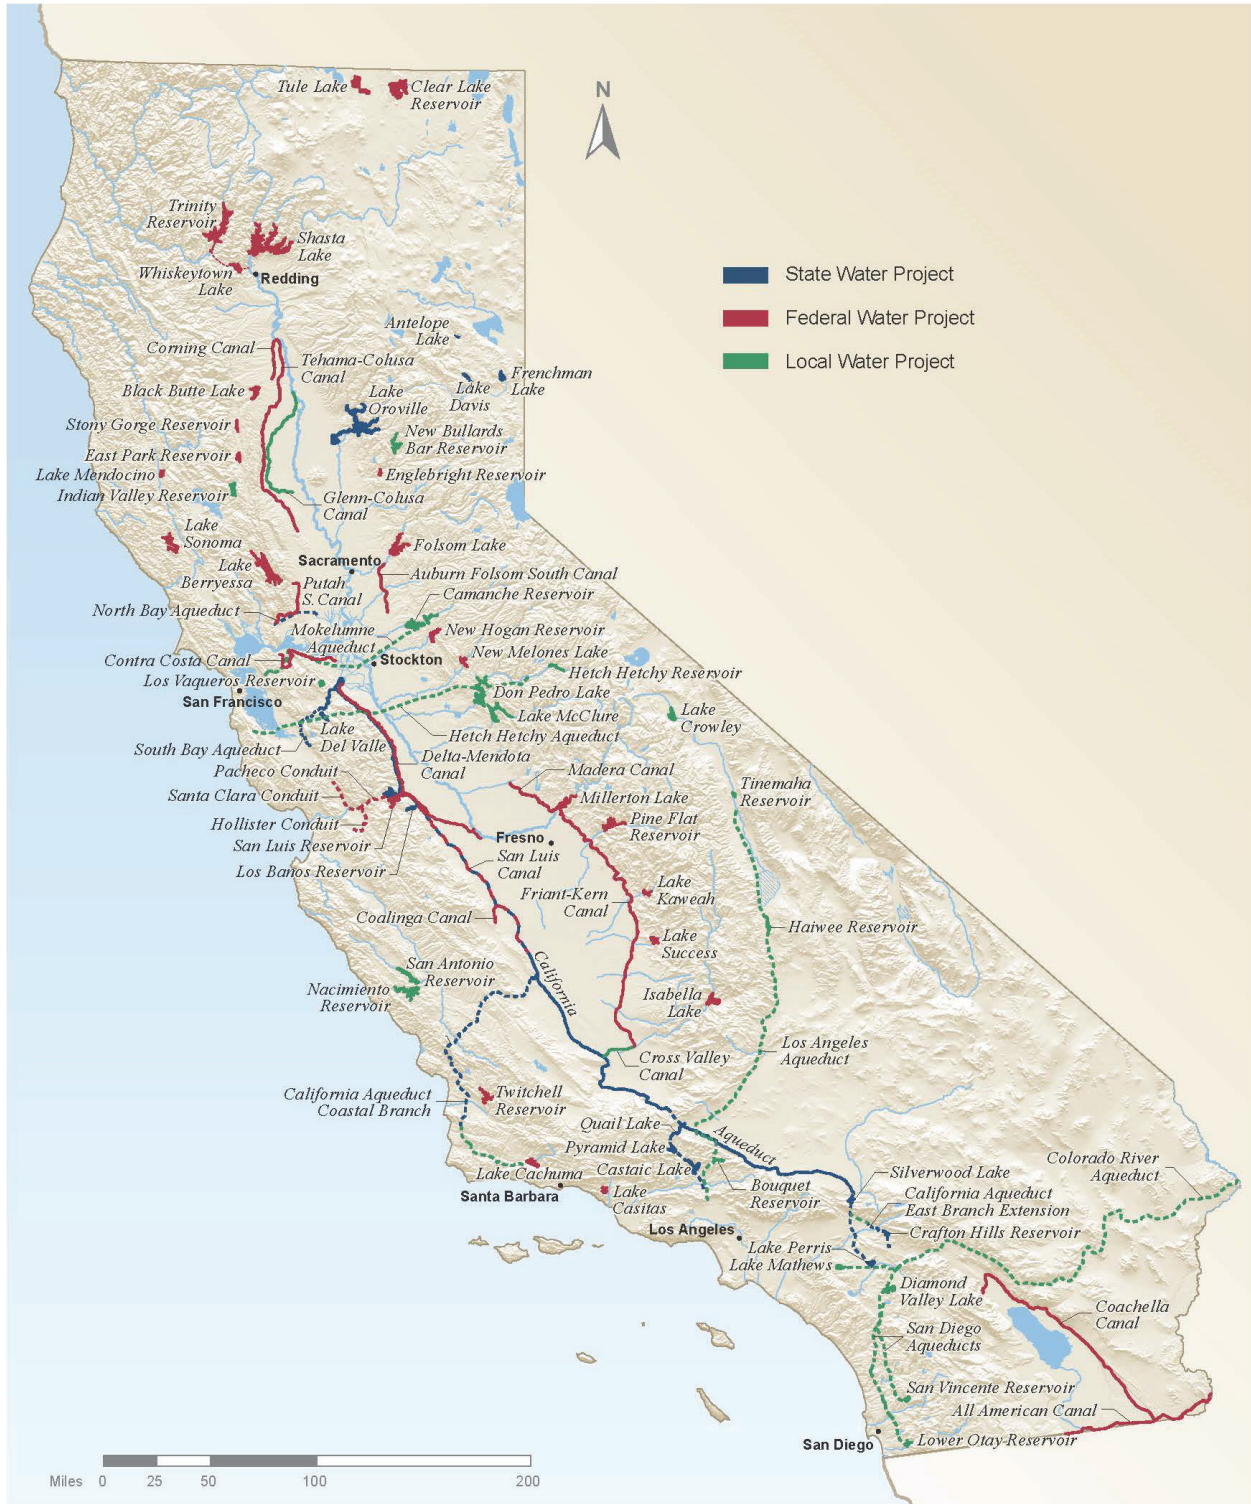 Tule Lake
Clear Lake
Reservoir
N
Trinity
Reservoir
Shasta
Lake
Whiskeytown
Lake
Redding
State Water Project
Federal Water Project
Local Water Project
Antelope
Lake
Corning Canal
Tehama-Colusa
Canal
Frenchman
Lake
Lake
Davis
Black Butte Lake
Lake
Oroville
Stony Gorge Reservoir
New Bullards
Bar Reservoir
East Park Reservoir
Lake Mendocino
Englebright Reservoir
Indian Valley Reservoir
Glenn-Colusa
Canal
Lake
Sonoma
Folsom Lake
Sacramento
Lake
Berryessa
Auburn Folsom South Canal
Putah
S. Canal
Camanche Reservoir
North Bay Aqueduct
Mokelumne
Aqueduct
New Hogan Reservoir
Contra Costa Canal
Stockton
New Melones Lake
Hetch Hetchy Reservoir
Los Vaqueros Reservoir
Don Pedro Lake
San Francisco
Lake McClure
Lake
Crowley
Lake
Del Valle
Hetch Hetchy Aqueduct
South Bay Aqueduct
Delta-Mendota
Canal
Pacheco Conduit
Madera Canal
Tinemaha
Reservoir
Santa Clara Conduit
Millerton Lake
Hollister Conduit
Pine Flat
Reservoir
San Luis Reservoir
Fresno
Los Banos Reservoir
San Luis
Canal
Lake
Kaweah
Friant-Kern
Canal
Coalinga Canal
Haiwee Reservoir
Lake
Success
San Antonio
Reservoir
California
Nacimiento
Reservoir
Isabella
Lake
Los Angeles
Aqueduct
Cross Valley
Canal
California Aqueduct
Coastal Branch
Twitchell
Reservoir
Quail Lake
Aqueduct
Pyramid Lake
Castaic Lake
Lake Cachuma
Bouquet
Reservoir
Silverwood Lake
Colorado River
Aqueduct
Santa Barbara
Lake
Casitas
California Aqueduct
East Branch Extension
Los Angeles
Crafton Hills Reservoir
Lake Perris
Lake Mathews
Diamond
Valley Lake
Coachella
Canal
San Diego
Aqueducts
San Vincente Reservoir
All American Canal
San Diego
Lower Otay Reservoir
Miles 0 25 50 100 200